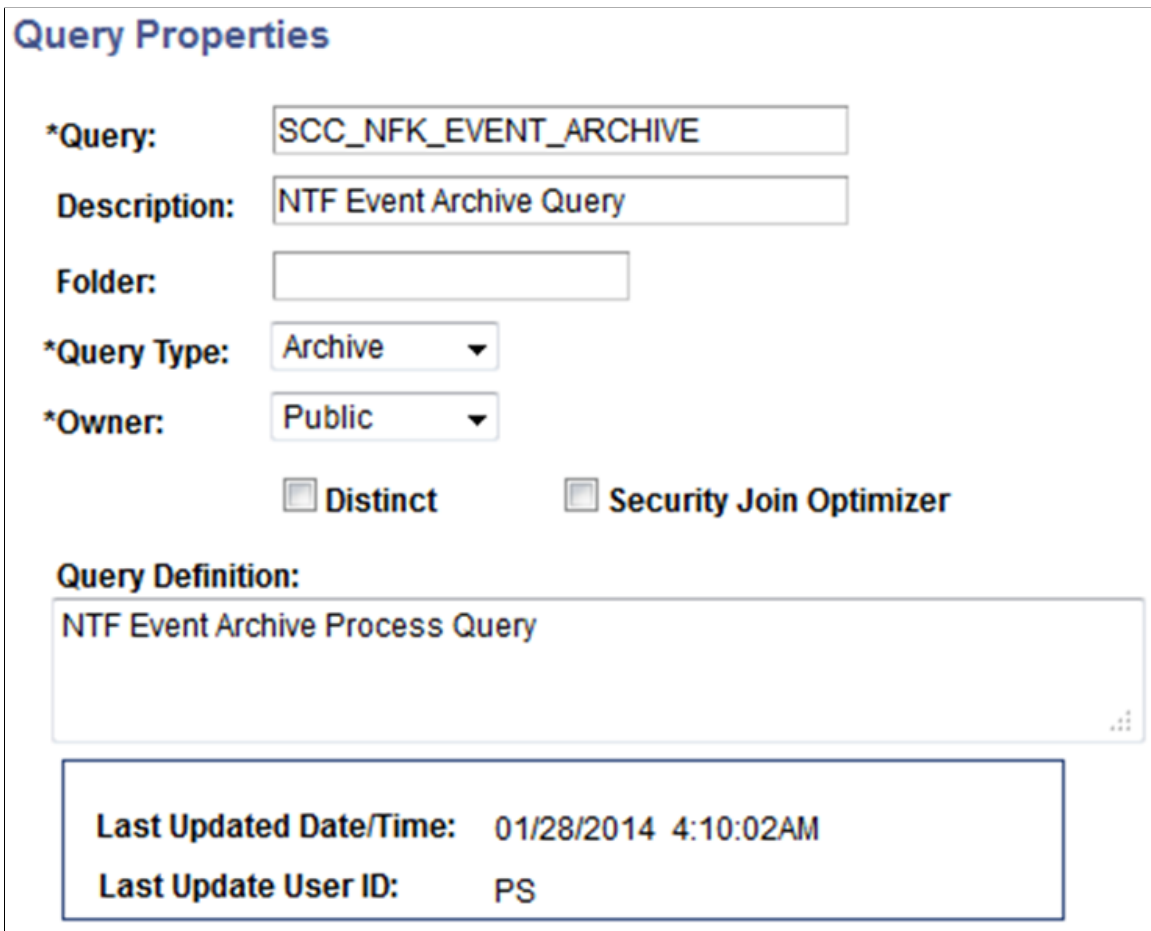 Query Properties
*Query: SCC_NFK_EVENT_ARCHIVE
Description: NTF Event Archive Query
Folder:
*Query Type: Archive
*Owner: Public
Distinct Security Join Optimizer
Query Definition:
NTF Event Archive Process Query
Last Updated Date/Time: 01/28/2014 4:10:02AM
Last Update User ID: PS